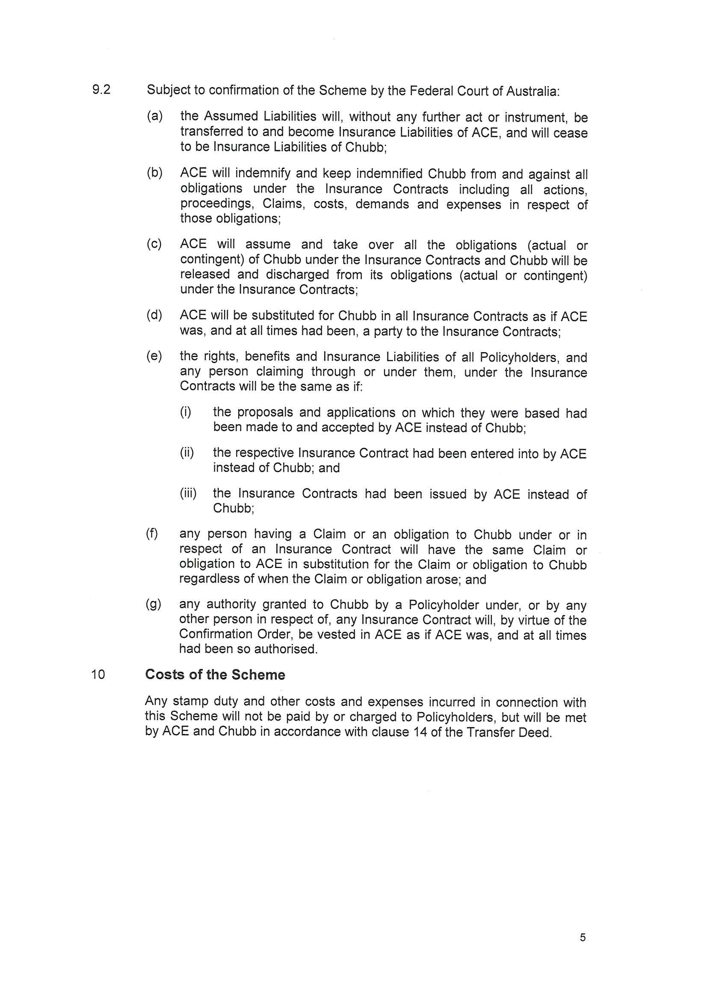 9.2 Subject to confirmation of the Scheme by the Federal Court of Australia:
(a) the Assumed Liabilities will, without any further act or instrument, be
transferred to and become Insurance Liabilities of ACE, and will cease
to be Insurance Liabilities of Chubb;
(b) ACE will indemnify and keep indemnified Chubb from and against all
obligations under the Insurance Contracts including all actions,
proceedings, Claims, costs, demands and expenses in respect of
those obligations;
(c) ACE will assume and take over all the obligations (actual or
contingent) of Chubb under the Insurance Contracts and Chubb will be
released and discharged from its obligations (actual or contingent)
under the Insurance Contracts;
(d) ACE will be substituted for Chubb in all Insurance Contracts as if ACE
was, and at all times had been, a party to the Insurance Contracts;
(e) the rights, benefits and Insurance Liabilities of all Policyholders, and
any person claiming through or under them, under the Insurance
Contracts will be the same as if:
(i) the proposals and applications on which they were based had
been made to and accepted by ACE instead of Chubb;
(ii) the respective Insurance Contract had been entered into by ACE
instead of Chubb; and
(iii) the Insurance Contracts had been issued by ACE instead of
Chubb;
(f) any person having a Claim or an obligation to Chubb under or in
respect of an Insurance Contract will have the same Claim or
obligation to ACE in substitution for the Claim or obligation to Chubb
regardless of when the Claim or obligation arose; and
(g) any authority granted to Chubb by a Policyholder under, or by any
other person in respect of, any Insurance Contract will, by virtue of the
Confirmation Order, be vested in ACE as if ACE was, and at all times
had been so authorised.
10 Costs of the Scheme
Any stamp duty and other costs and expenses incurred in connection with
this Scheme will not be paid by or charged to Policyholders, but will be met
by ACE and Chubb in accordance with clause 14 of the Transfer Deed.
5